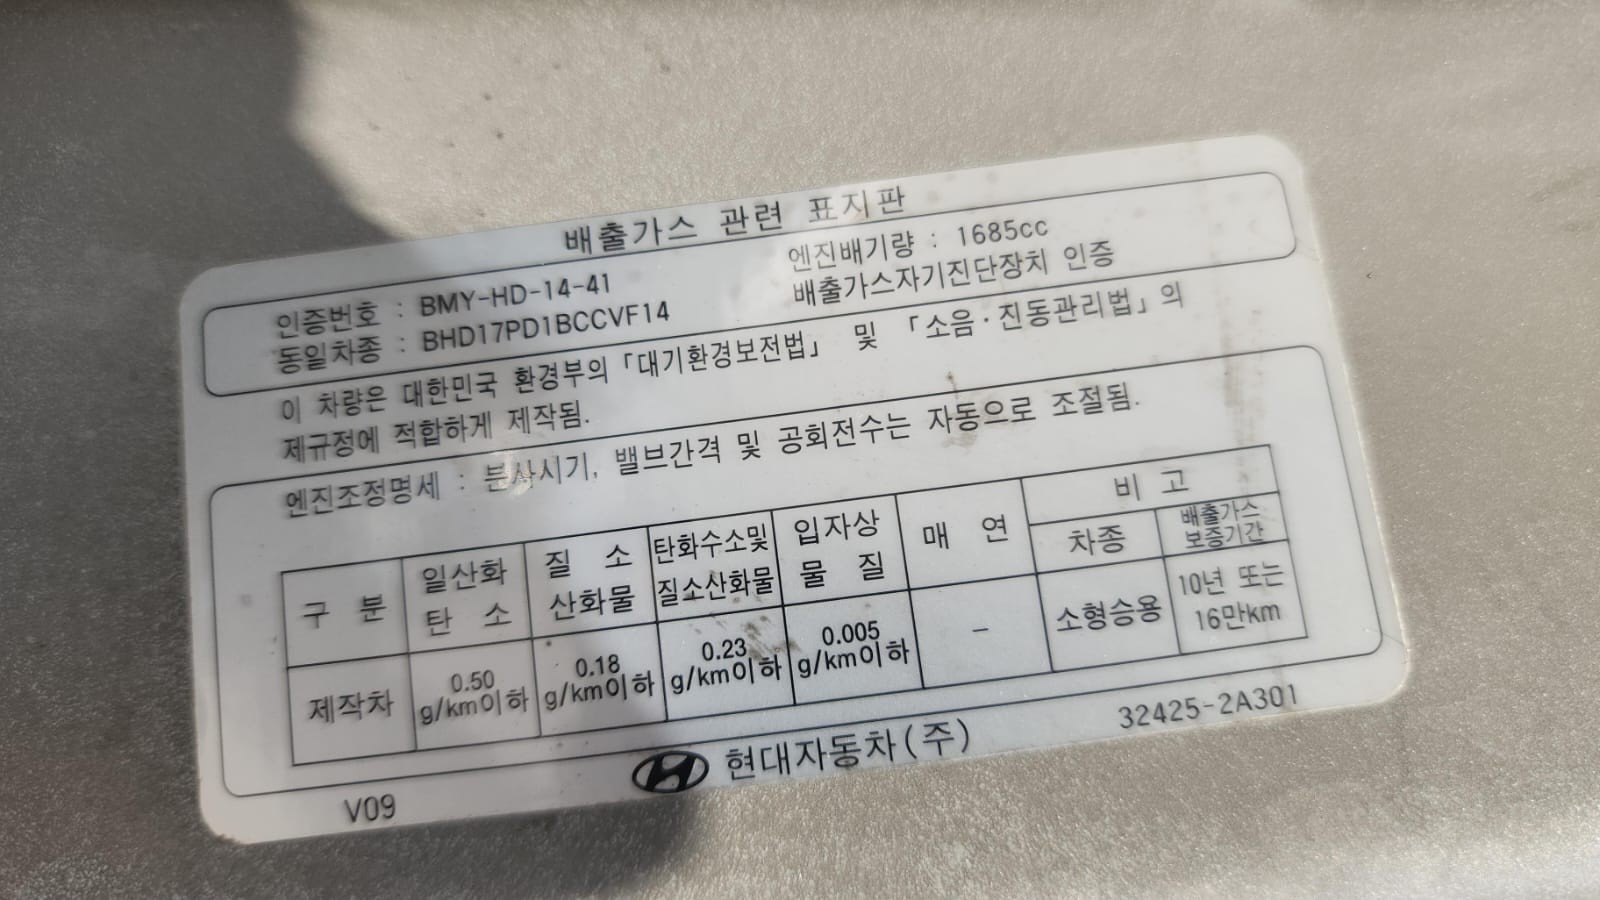 배출가스 관련 표지판
인증번호 : BMY-HD-14-41
엔진배기량 : 1685cc
동일차종 : BHD17PD1BCCVF14
배출가스자기진단장치 인증
이 차량은 대한민국 환경부의 「대기환경보전법」 및 「소음·진동관리법」의
제규정에 적합하게 제작됨.
엔진조정명세 : 분사시기, 밸브간격 및 공회전수는 자동으로 조절됨.
구 분
일산화
탄 소
질 소
산화물
탄화수소및
질소산화물
입자상
물 질
매 연
비 고
차종
배출가스
보증기간
제작차
0.50
g/km이하
0.18
g/km이하
0.23
g/km이하
0.005
g/km이하
-
소형승용
10년 또는
16만km
현대자동차(주)
32425-2A301
V09